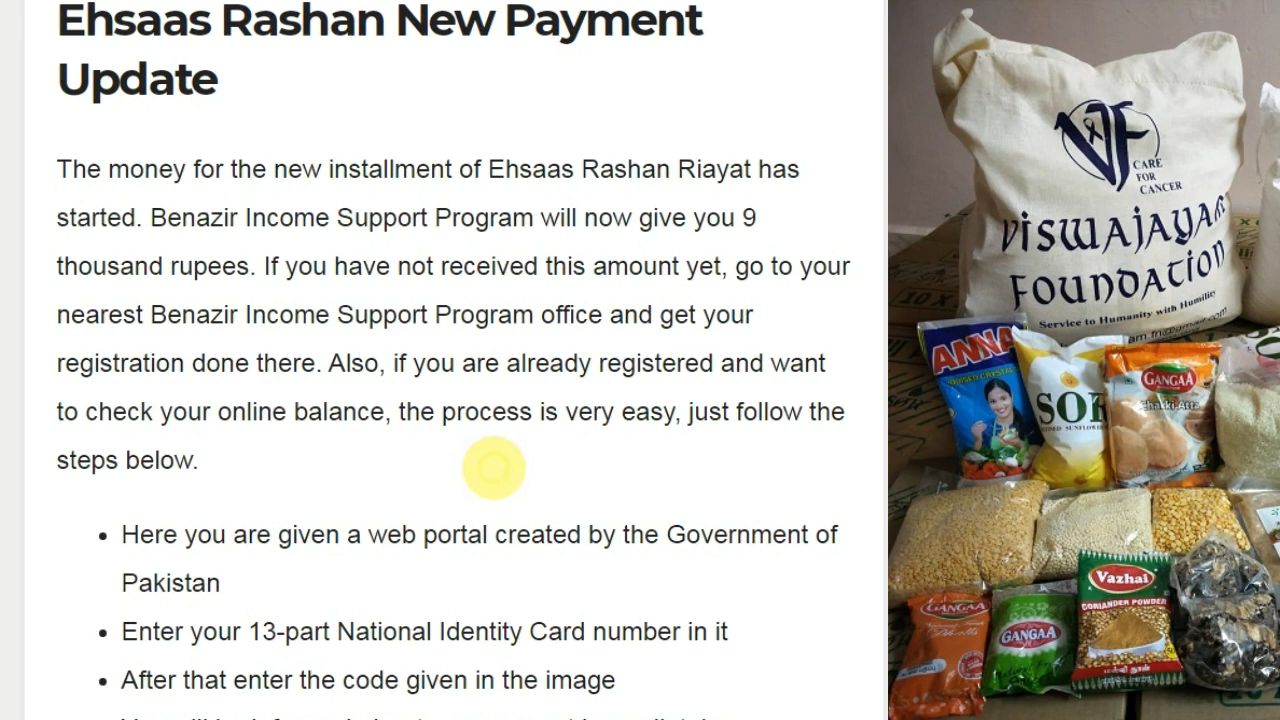 Ehsaas Rashan New Payment
Update
The money for the new installment of Ehsaas Rashan Riayat has
started. Benazir Income Support Program will now give you 9
thousand rupees. If you have not received this amount yet, go to your
nearest Benazir Income Support Program office and get your
registration done there. Also, if you are already registered and want
to check your online balance, the process is very easy, just follow the
steps below.
Here you are given a web portal created by the Government of
Pakistan
Enter your 13-part National Identity Card number in it
After that enter the code given in the image
VF
CARE
FOR
CANCER
Foundation
Service to Humanity with Humility
ANNA
GANGAA
Chakki Atta
GANGAA
GANGAA
Vazhai
CORIANDER POWDER